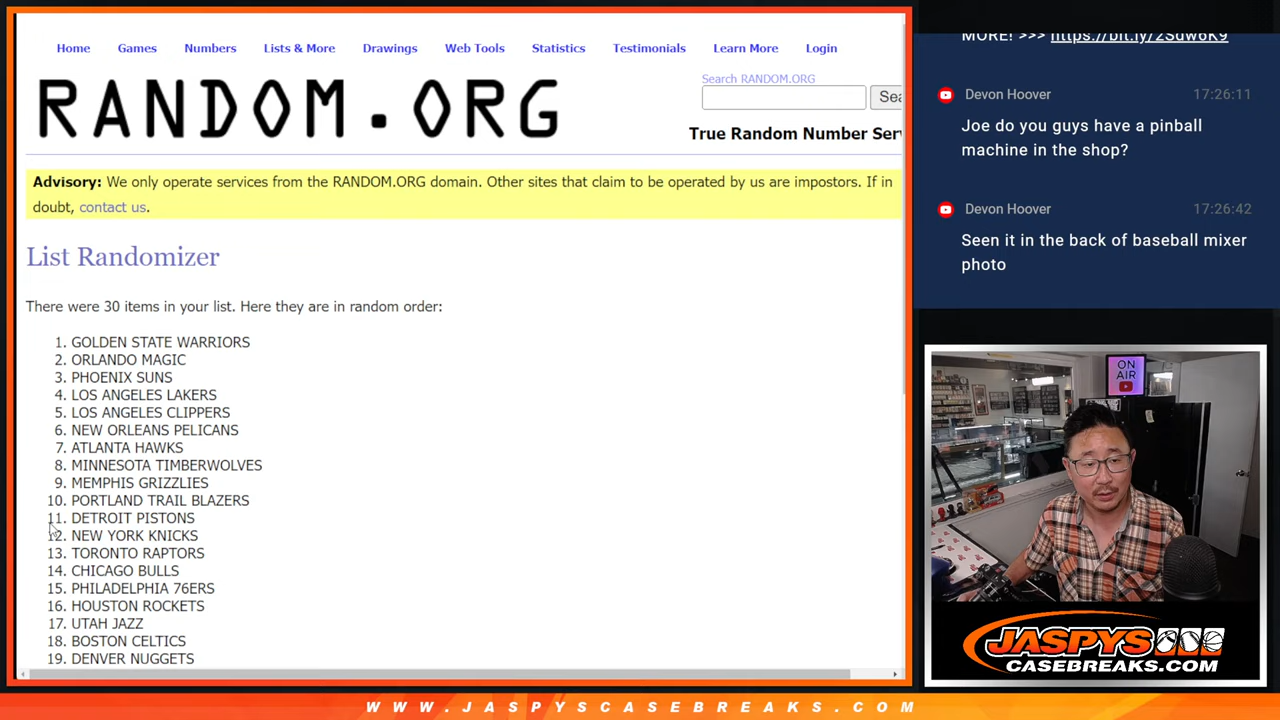 Home Games Numbers Lists & More Drawings Web Tools Statistics Testimonials Learn More Login
RANDOM.ORG
Search RANDOM.ORG
Sea
True Random Number Serv
Advisory: We only operate services from the RANDOM.ORG domain. Other sites that claim to be operated by us are impostors. If in
doubt, contact us.
List Randomizer
There were 30 items in your list. Here they are in random order:
1. GOLDEN STATE WARRIORS
2. ORLANDO MAGIC
3. PHOENIX SUNS
4. LOS ANGELES LAKERS
5. LOS ANGELES CLIPPERS
6. NEW ORLEANS PELICANS
7. ATLANTA HAWKS
8. MINNESOTA TIMBERWOLVES
9. MEMPHIS GRIZZLIES
10. PORTLAND TRAIL BLAZERS
11. DETROIT PISTONS
12. NEW YORK KNICKS
13. TORONTO RAPTORS
14. CHICAGO BULLS
15. PHILADELPHIA 76ERS
16. HOUSTON ROCKETS
17. UTAH JAZZ
18. BOSTON CELTICS
19. DENVER NUGGETS
MORE! >>> https://bit.ly/2Sdw6K9
Devon Hoover 17:26:11
Joe do you guys have a pinball
machine in the shop?
Devon Hoover 17:26:42
Seen it in the back of baseball mixer
photo
ON
AIR
JASPYS
CASEBREAKS.COM
WWW.JASPYSCASEBREAKS.COM